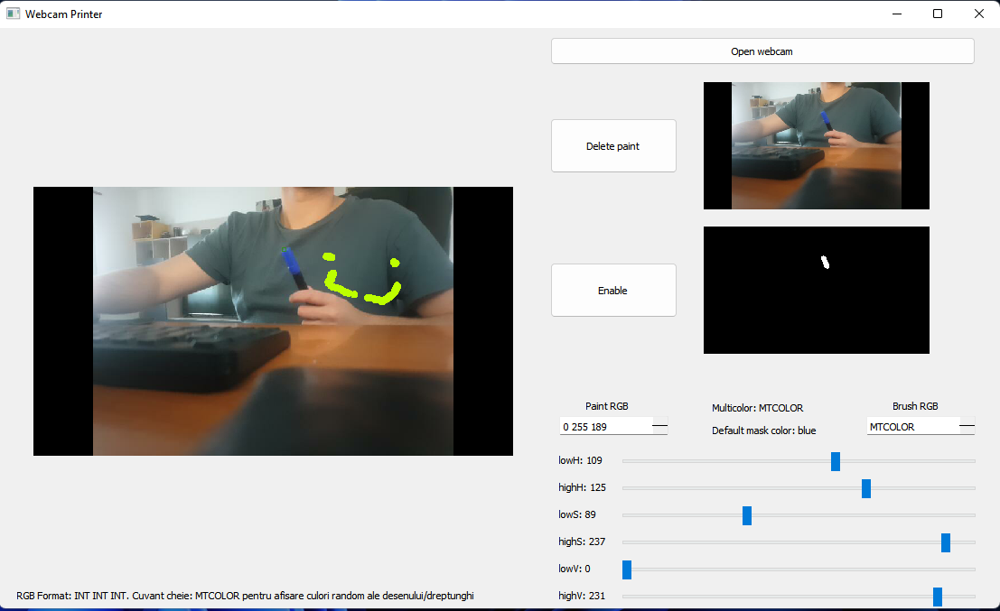 Webcam Printer
Open webcam
Delete paint
Enable
Paint RGB
0 255 189
Multicolor: MTCOLOR
Default mask color: blue
Brush RGB
MTCOLOR
lowH: 109
highH: 125
lowS: 89
highS: 237
lowV: 0
highV: 231
RGB Format: INT INT INT. Cuvant cheie: MTCOLOR pentru afisare culori random ale desenului/dreptunghi